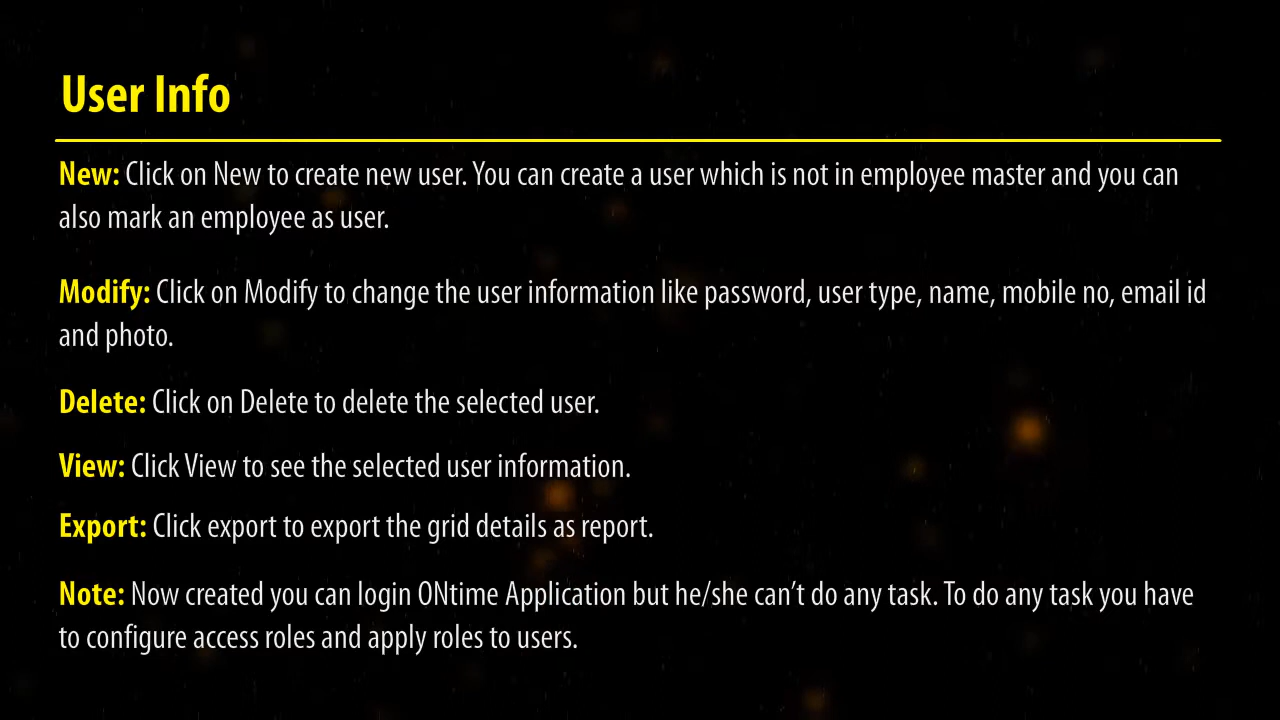 User Info
New: Click on New to create new user. You can create a user which is not in employee master and you can
also mark an employee as user.
Modify: Click on Modify to change the user information like password, user type, name, mobile no, email id
and photo.
Delete: Click on Delete to delete the selected user.
View: Click View to see the selected user information.
Export: Click export to export the grid details as report.
Note: Now created you can login ONtime Application but he/she can’t do any task. To do any task you have
to configure access roles and apply roles to users.